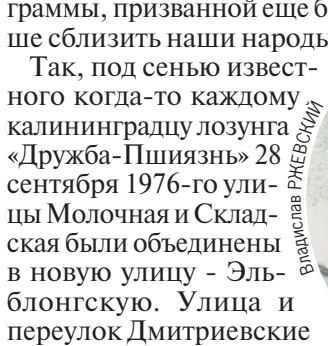 граммы, призванной еще б
ше сблизить наши народы
Так, под сенью извест-
ного когда-то каждому
калининградцу лозунга
«Дружба-Пшиязнь» 28
сентября 1976-го ули-
цы Молочная и Склад-
ская были объединены
в новую улицу - Эль-
блонгскую. Улица и
переулок Дмитриевские
Владислав РЖЕВСКИЙ